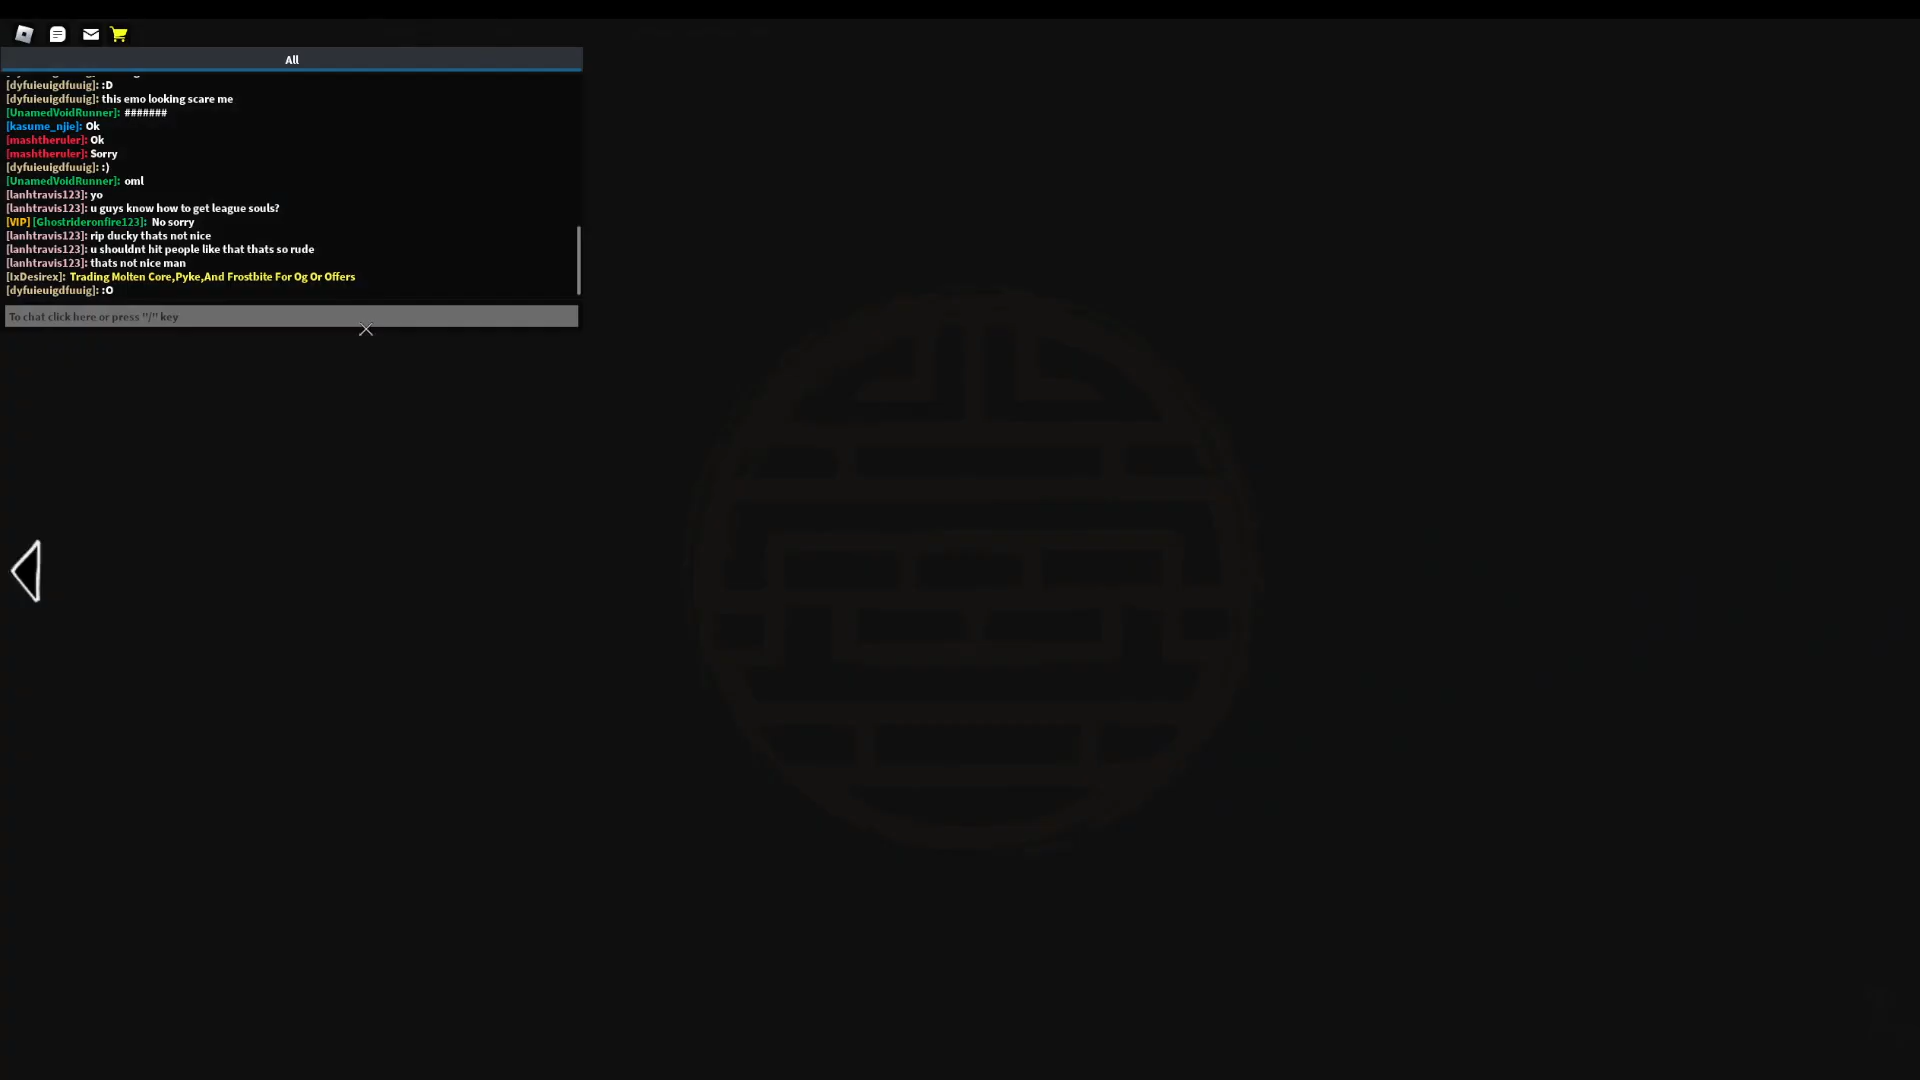 All
[dyfuieuigdfuuig]: :D
[dyfuieuigdfuuig]: this emo looking scare me
[UnamedVoidRunner]: #######
[kasume_njie]: Ok
[mashtheruler]: Ok
[mashtheruler]: Sorry
[dyfuieuigdfuuig]: :)
[UnamedVoidRunner]: oml
[lanhtravis123]: yo
[lanhtravis123]: u guys know how to get league souls?
[VIP] [Ghostrideronfire123]: No sorry
[lanhtravis123]: rip ducky thats not nice
[lanhtravis123]: u shouldnt hit people like that thats so rude
[lanhtravis123]: thats not nice man
[IxDesirex]: Trading Molten Core,Pyke,And Frostbite For Og Or Offers
[dyfuieuigdfuuig]: :O
To chat click here or press "/" key